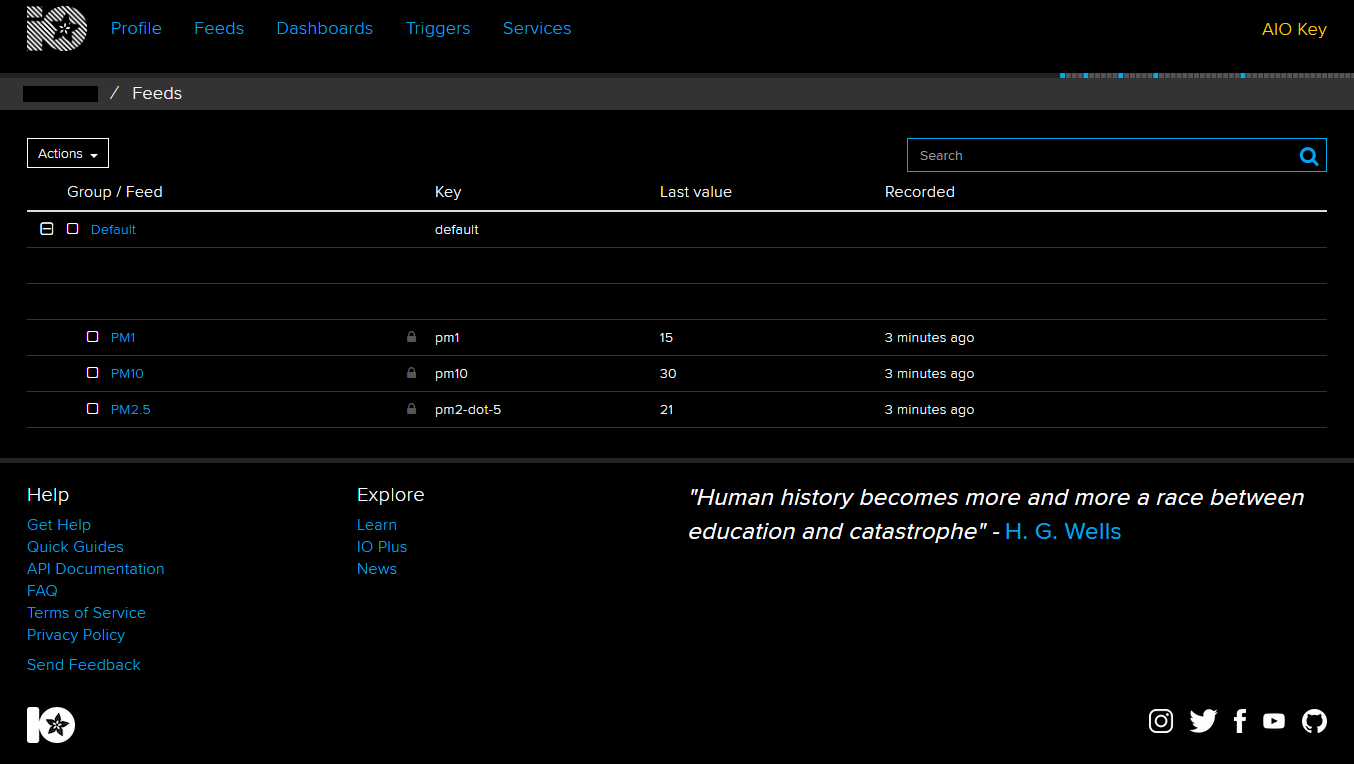 IO Profile Feeds Dashboards Triggers Services AIO Key
/ Feeds
Actions Search
Group / Feed Key Last value Recorded
Default default
PM1 pm1 15 3 minutes ago
PM10 pm10 30 3 minutes ago
PM2.5 pm2-dot-5 21 3 minutes ago
Help
Get Help
Quick Guides
API Documentation
FAQ
Terms of Service
Privacy Policy
Send Feedback
Explore
Learn
IO Plus
News
"Human history becomes more and more a race between
education and catastrophe" - H. G. Wells
IO